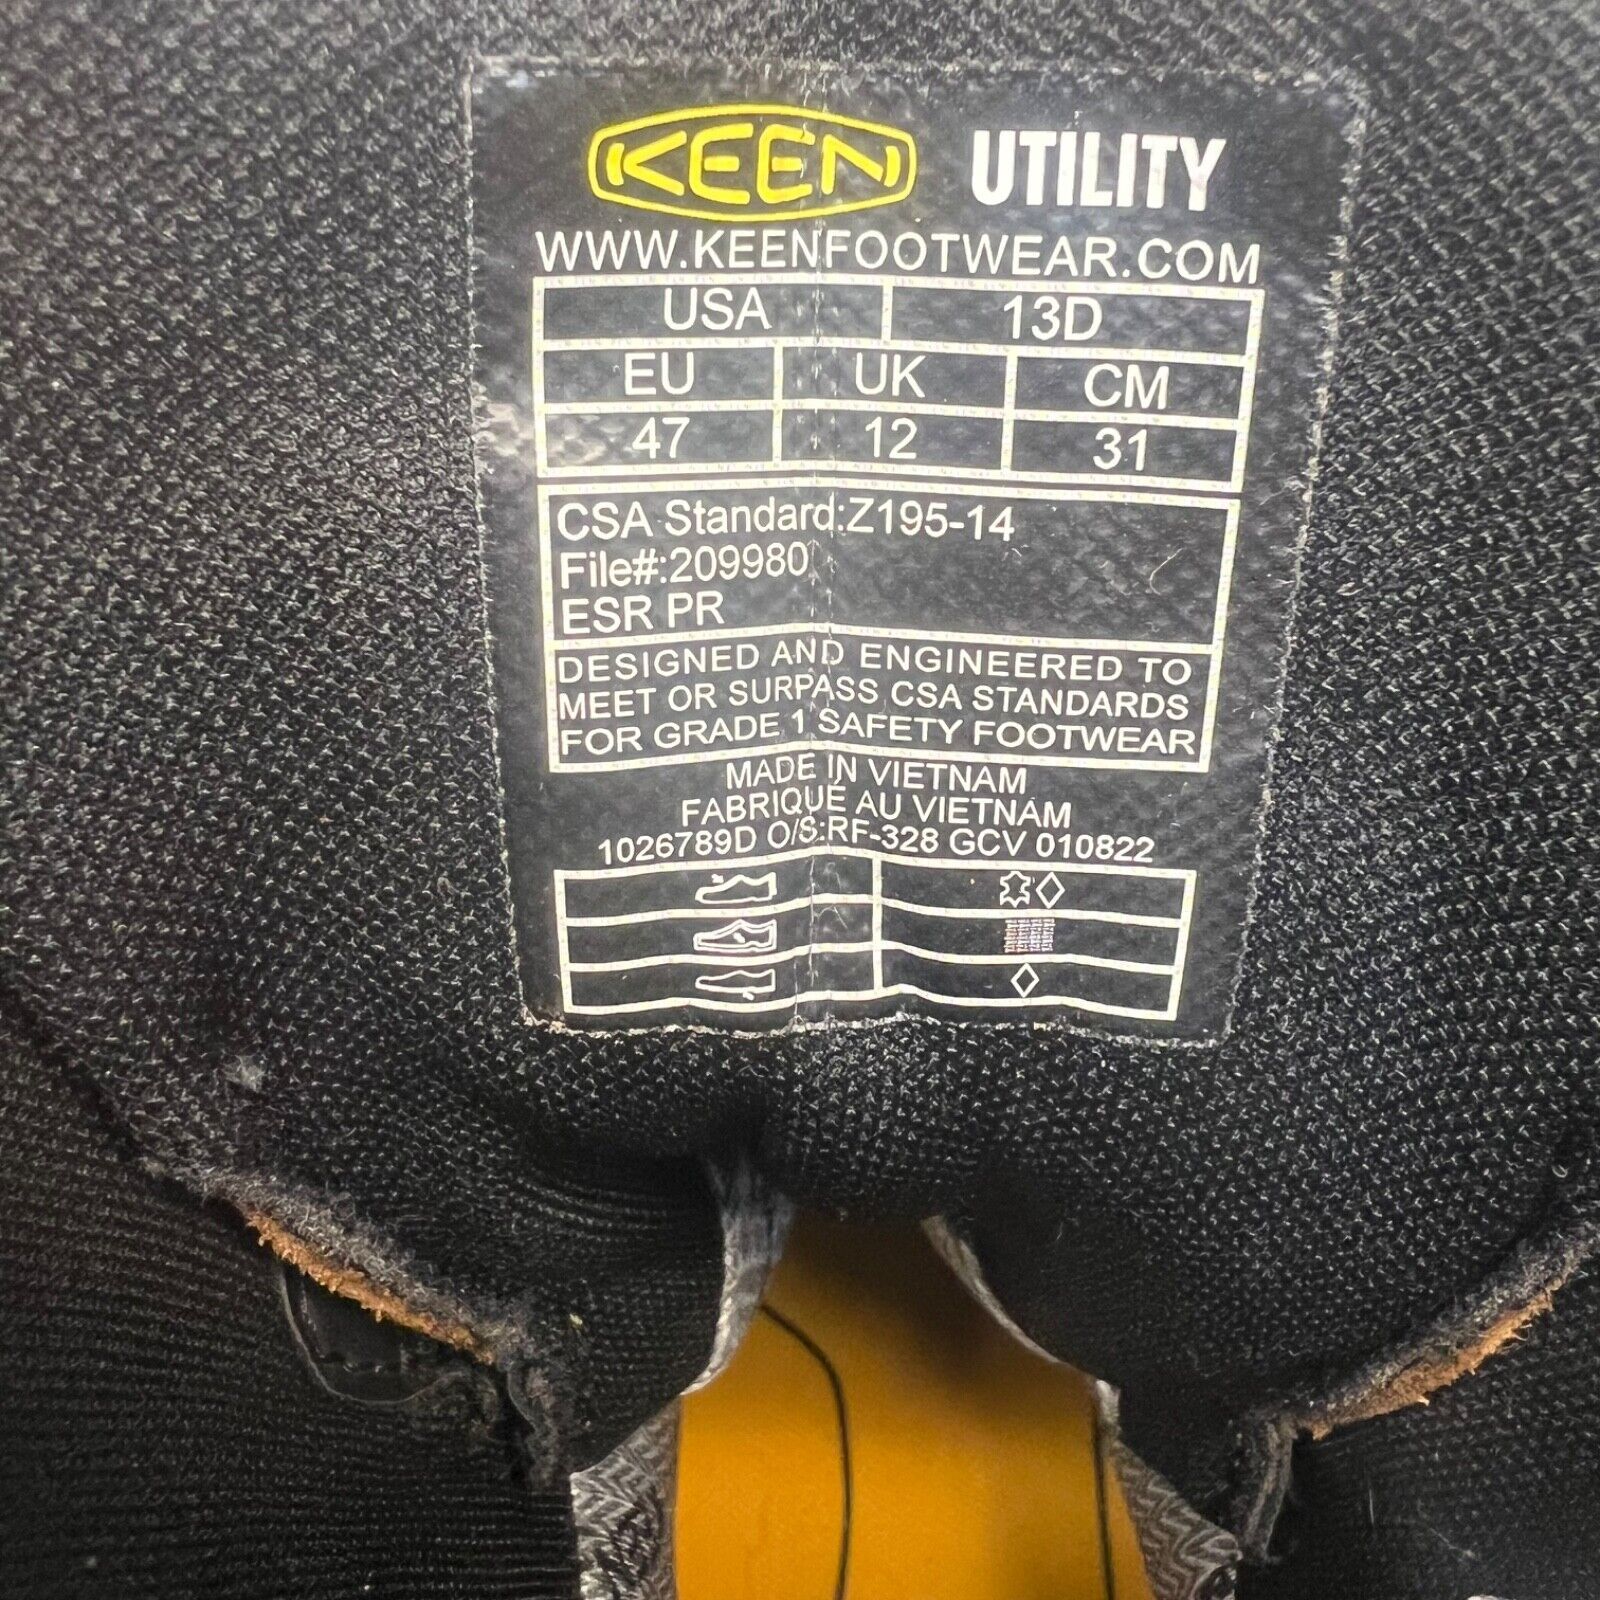 KEEN UTILITY
WWW.KEENFOOTWEAR.COM
USA 13D
EU UK CM
47 12 31
CSA Standard:Z195-14
File#:209980
ESR PR
DESIGNED AND ENGINEERED TO
MEET OR SURPASS CSA STANDARDS
FOR GRADE 1 SAFETY FOOTWEAR
MADE IN VIETNAM
FABRIQUÉ AU VIETNAM
1026789D O/S:RF-328 GCV 010822